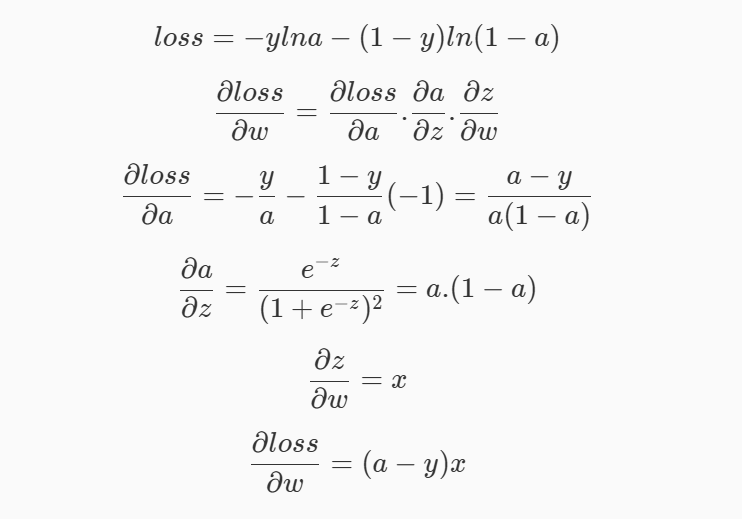 loss = −ylna − (1 − y)ln(1 − a)
∂loss/∂w = ∂loss/∂a . ∂a/∂z . ∂z/∂w
∂loss/∂a = −y/a − (1 − y)/(1 − a) (−1) = (a − y)/(a(1 − a))
∂a/∂z = e^{−z}/(1 + e^{−z})² = a.(1 − a)
∂z/∂w = x
∂loss/∂w = (a − y)x